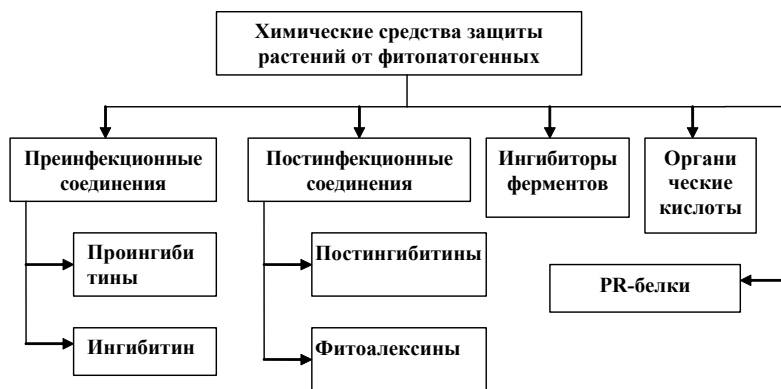 Химические средства защиты
растений от фитопатогенных
Преинфекционные
соединения
Постинфекционные
соединения
Ингибиторы
ферментов
Органи
ческие
кислоты
Проингиби
тины
Постингибитины
PR-белки
Ингибитин
Фитоалексины